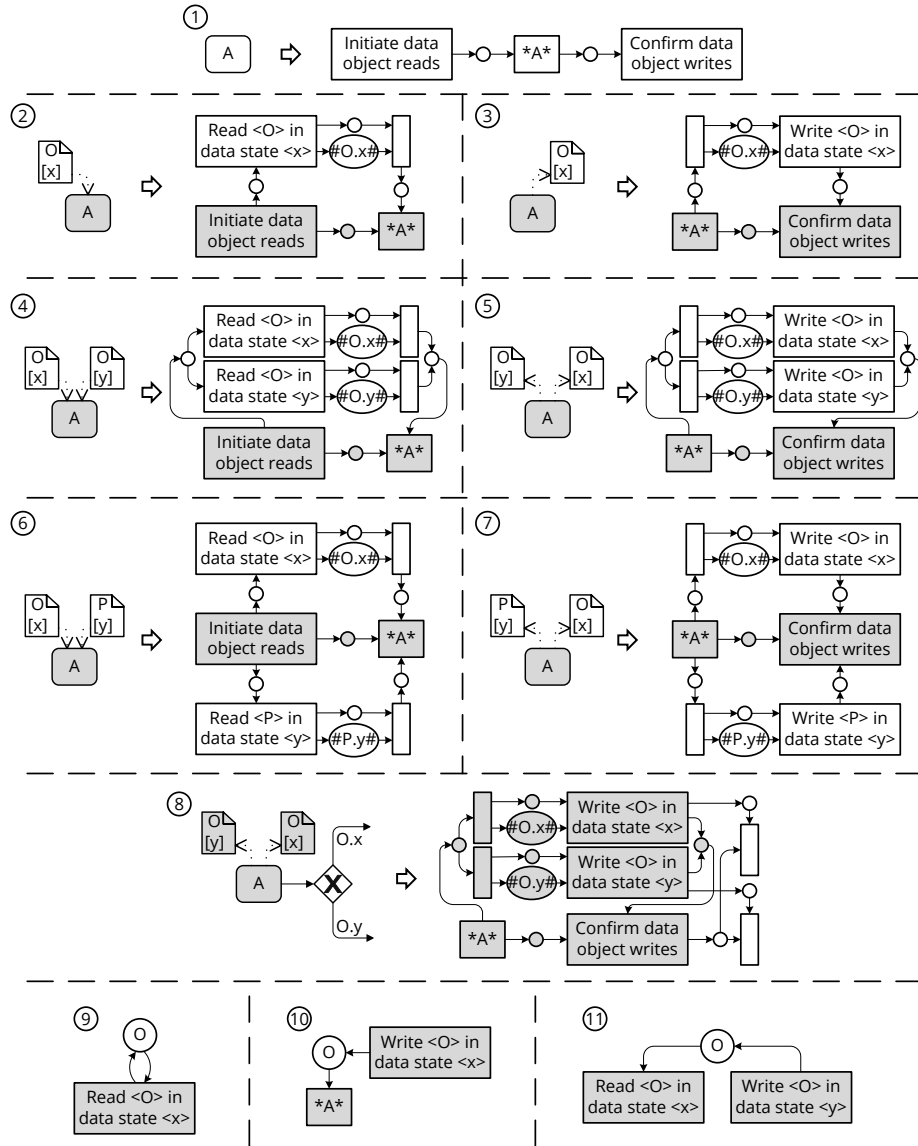 1
A
Initiate data
object reads
*A*
Confirm data
object writes
2
O
[x]
A
Read <O> in
data state <x>
#O.x#
Initiate data
object reads
*A*
3
O
[x]
A
#O.x#
Write <O> in
data state <x>
*A*
Confirm data
object writes
4
O
[x]
O
[y]
A
Read <O> in
data state <x>
#O.x#
Read <O> in
data state <y>
#O.y#
Initiate data
object reads
*A*
5
O
[y]
O
[x]
A
#O.x#
Write <O> in
data state <x>
#O.y#
Write <O> in
data state <y>
*A*
Confirm data
object writes
6
O
[x]
P
[y]
A
Read <O> in
data state <x>
#O.x#
Initiate data
object reads
*A*
Read <P> in
data state <y>
#P.y#
7
P
[y]
O
[x]
A
#O.x#
Write <O> in
data state <x>
*A*
Confirm data
object writes
#P.y#
Write <P> in
data state <y>
8
O
[y]
O
[x]
A
O.x
X
O.y
#O.x#
Write <O> in
data state <x>
#O.y#
Write <O> in
data state <y>
*A*
Confirm data
object writes
9
O
Read <O> in
data state <x>
10
O
Write <O> in
data state <x>
*A*
11
O
Read <O> in
data state <x>
Write <O> in
data state <y>